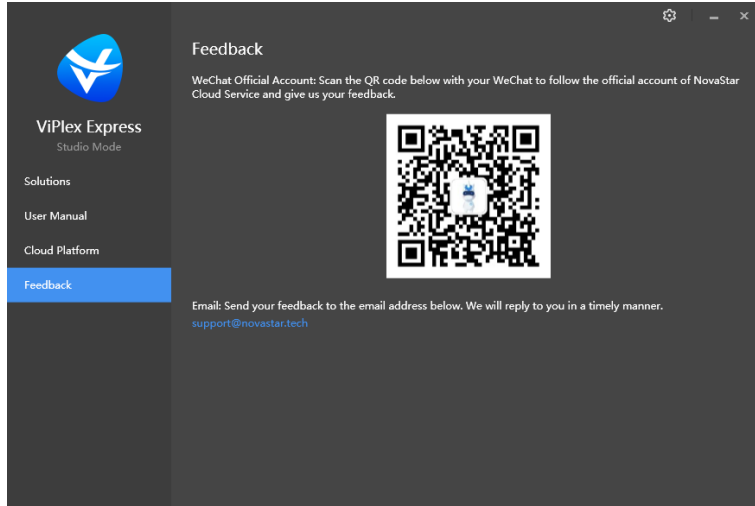 ViPlex Express
Studio Mode
Solutions
User Manual
Cloud Platform
Feedback
Feedback
WeChat Official Account: Scan the QR code below with your WeChat to follow the official account of NovaStar
Cloud Service and give us your feedback.
Email: Send your feedback to the email address below. We will reply to you in a timely manner.
support@novastar.tech